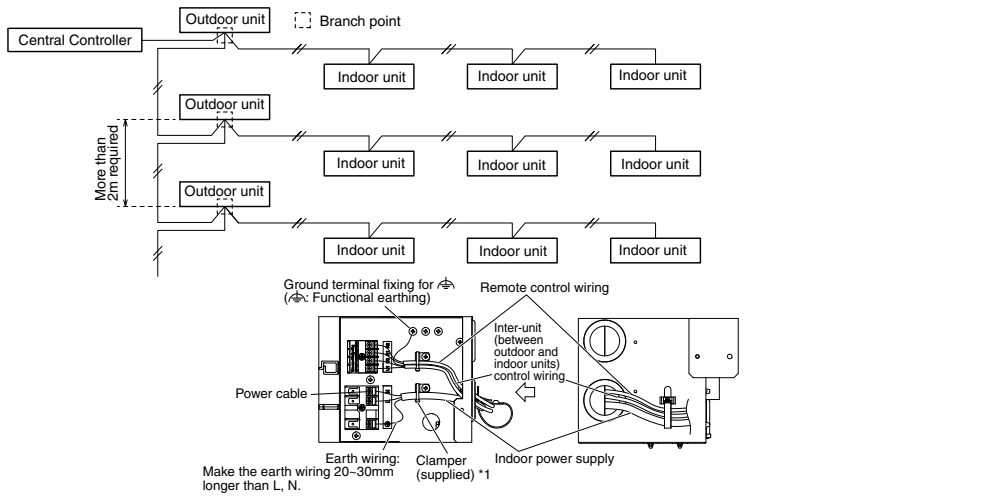 Outdoor unit
Branch point
Central Controller
Indoor unit
Indoor unit
Indoor unit
Outdoor unit
More than
2m required
Indoor unit
Indoor unit
Indoor unit
Outdoor unit
Indoor unit
Indoor unit
Indoor unit
Ground terminal fixing for
( : Functional earthing)
Remote control wiring
Inter-unit
(between
outdoor and
indoor units)
control wiring
Power cable
Earth wiring:
Make the earth wiring 20~30mm
longer than L, N.
Clamper
(supplied) *1
Indoor power supply